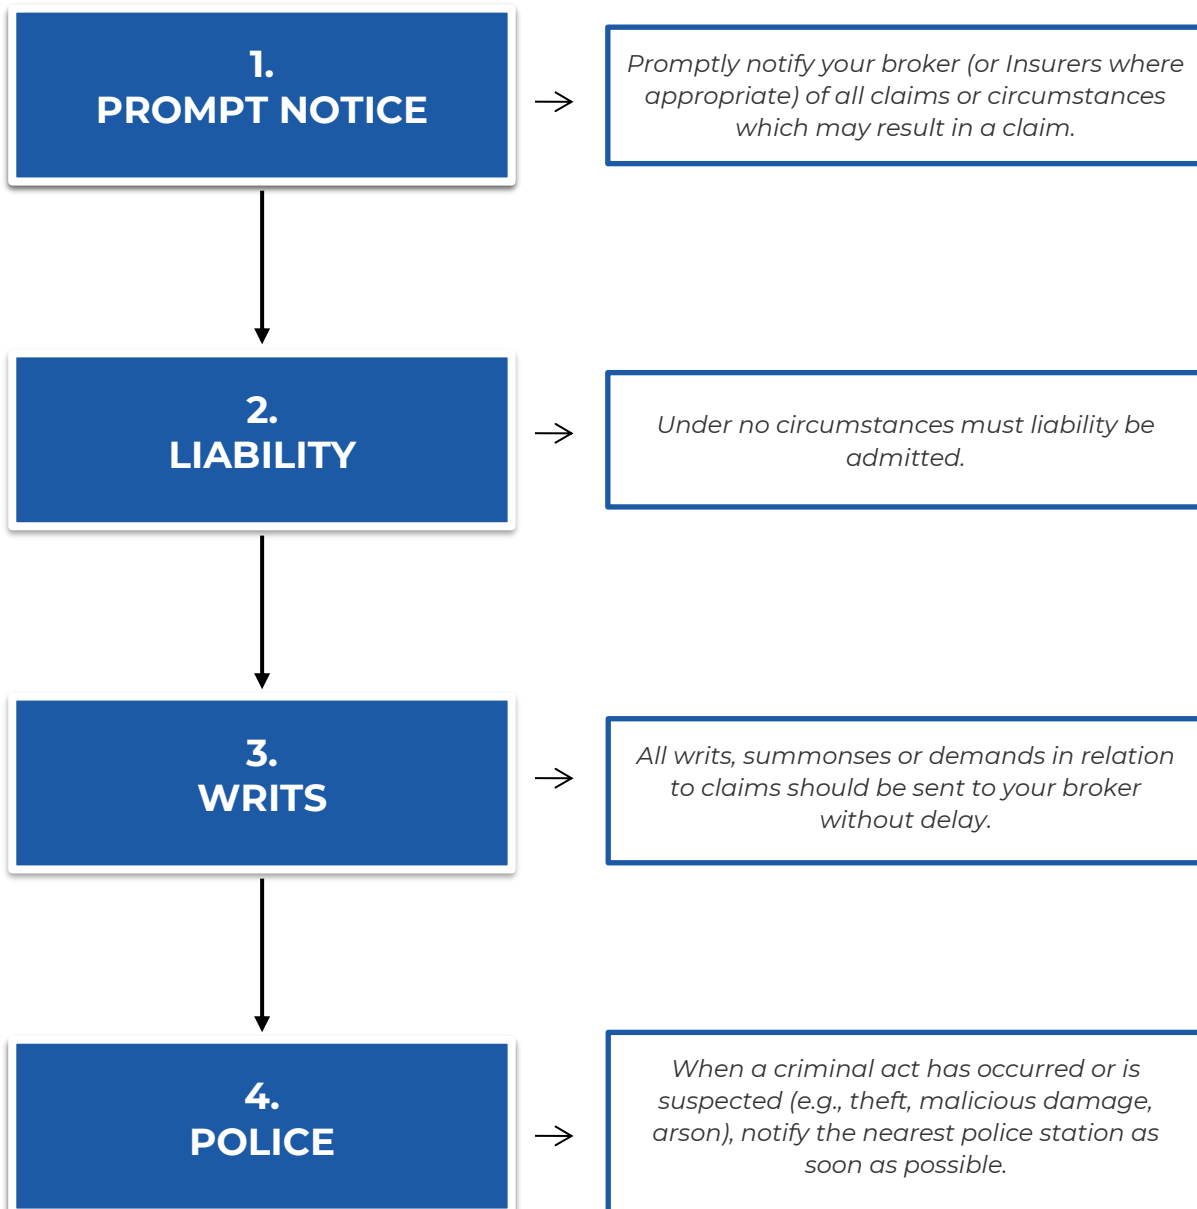 1.
PROMPT NOTICE
Promptly notify your broker (or Insurers where
appropriate) of all claims or circumstances
which may result in a claim.
2.
LIABILITY
Under no circumstances must liability be
admitted.
3.
WRITS
All writs, summonses or demands in relation
to claims should be sent to your broker
without delay.
4.
POLICE
When a criminal act has occurred or is
suspected (e.g., theft, malicious damage,
arson), notify the nearest police station as
soon as possible.